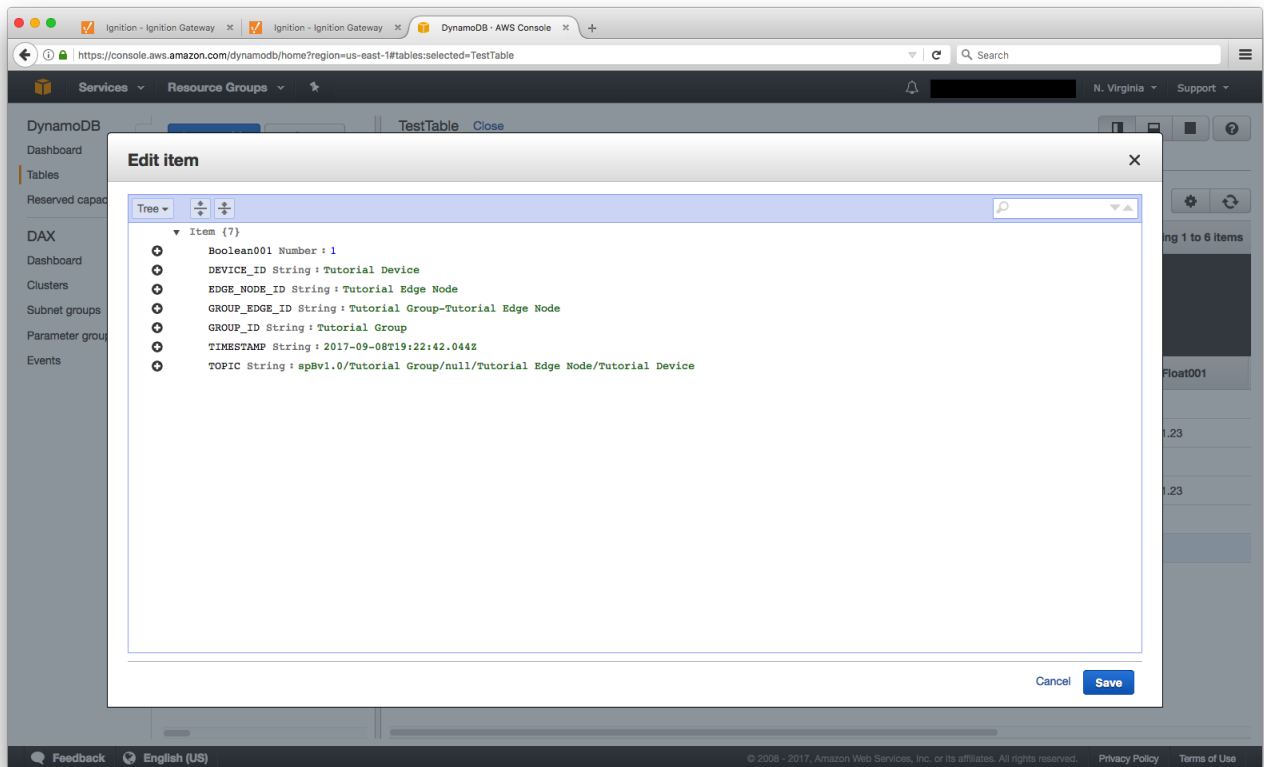 Ignition - Ignition Gateway × Ignition - Ignition Gateway × DynamoDB · AWS Console × +
https://console.aws.amazon.com/dynamodb/home?region=us-east-1#tables:selected=TestTable Search
Services Resource Groups N. Virginia Support
DynamoDB TestTable Close
Dashboard
Tables
Reserved capac
DAX
Dashboard
Clusters
Subnet groups
Parameter group
Events
ing 1 to 6 items
Float001
1.23
1.23
Edit item ×
Tree
Item {7}
Boolean001 Number : 1
DEVICE_ID String : Tutorial Device
EDGE_NODE_ID String : Tutorial Edge Node
GROUP_EDGE_ID String : Tutorial Group-Tutorial Edge Node
GROUP_ID String : Tutorial Group
TIMESTAMP String : 2017-09-08T19:22:42.044Z
TOPIC String : spBv1.0/Tutorial Group/null/Tutorial Edge Node/Tutorial Device
Cancel Save
Feedback English (US) © 2008 - 2017, Amazon Web Services, Inc. or its affiliates. All rights reserved. Privacy Policy Terms of Use